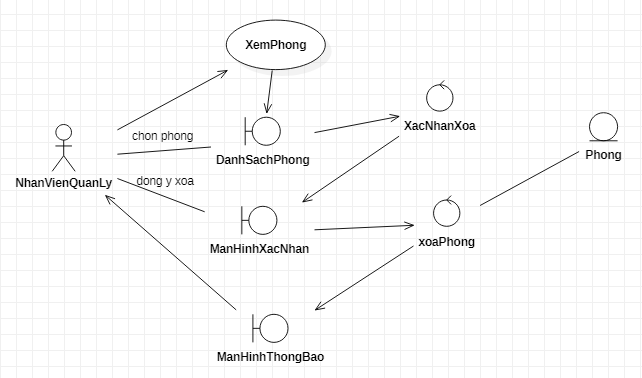 XemPhong
chon phong
XacNhanXoa
DanhSachPhong
Phong
NhanVienQuanLy
dong y xoa
ManHinhXacNhan
xoaPhong
ManHinhThongBao